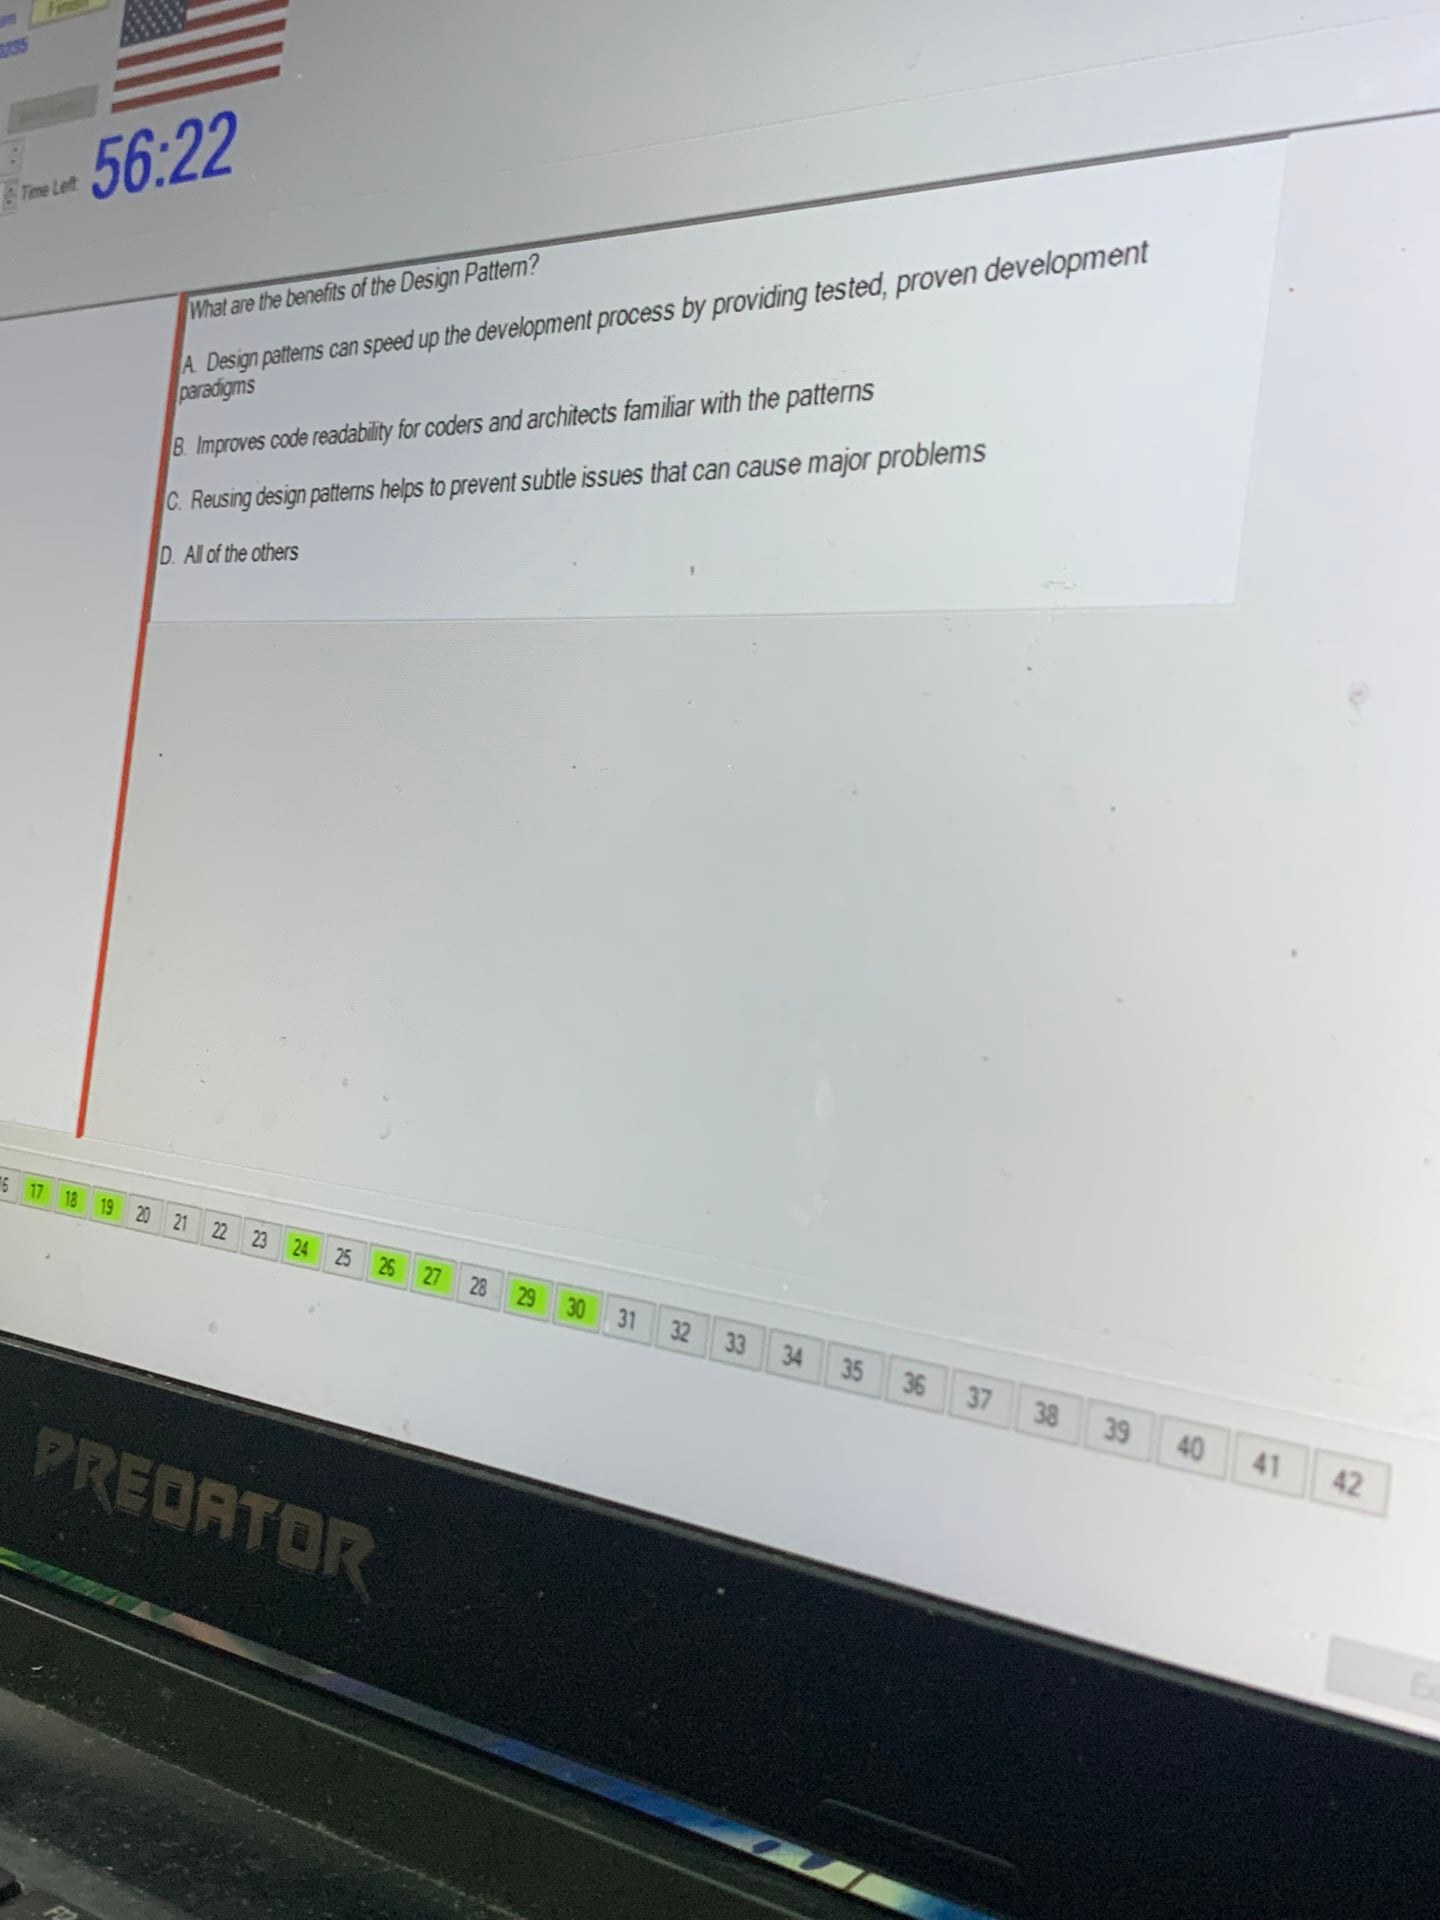 Finish
Time Left:
56:22
What are the benefits of the Design Pattern?
A. Design patterns can speed up the development process by providing tested, proven development
paradigms
B. Improves code readability for coders and architects familiar with the patterns
C. Reusing design patterns helps to prevent subtle issues that can cause major problems
D. All of the others
17 18 19 20 21 22 23 24 25 26 27 28 29 30 31 32 33 34 35 36 37 38 39 40 41 42
PREDATOR